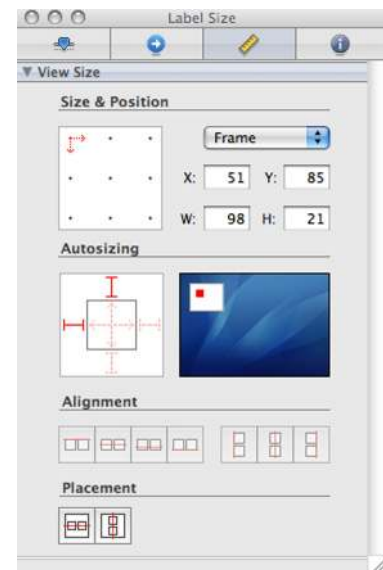 Label Size
View Size
Size & Position
Frame
X: 51 Y: 85
W: 98 H: 21
Autosizing
Alignment
Placement